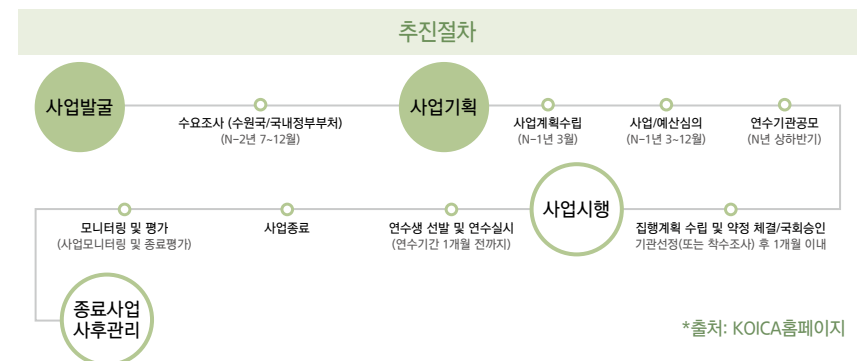 추진절차
사업발굴
수요조사 (수원국/국내정부부처)
(N-2년 7~12월)
사업기획
사업계획수립
(N-1년 3월)
사업/예산심의
(N-1년 3~12월)
연수기관공모
(N년 상하반기)
집행계획 수립 및 약정 체결/국회승인
기관선정(또는 착수조사) 후 1개월 이내
사업시행
연수생 선발 및 연수실시
(연수기간 1개월 전까지)
사업종료
모니터링 및 평가
(사업모니터링 및 종료평가)
종료사업
사후관리
*출처: KOICA홈페이지